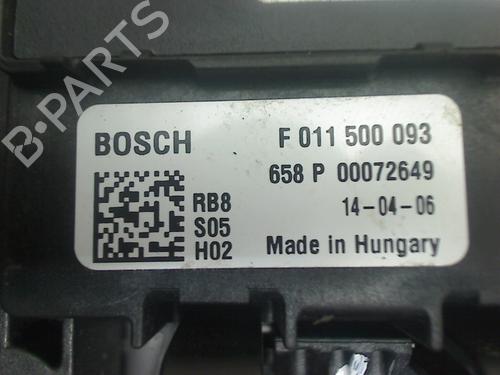 BOSCH F 011 500 093
658 P 00072649
RB8 14-04-06
S05
H02 Made in Hungary
B-PARTS